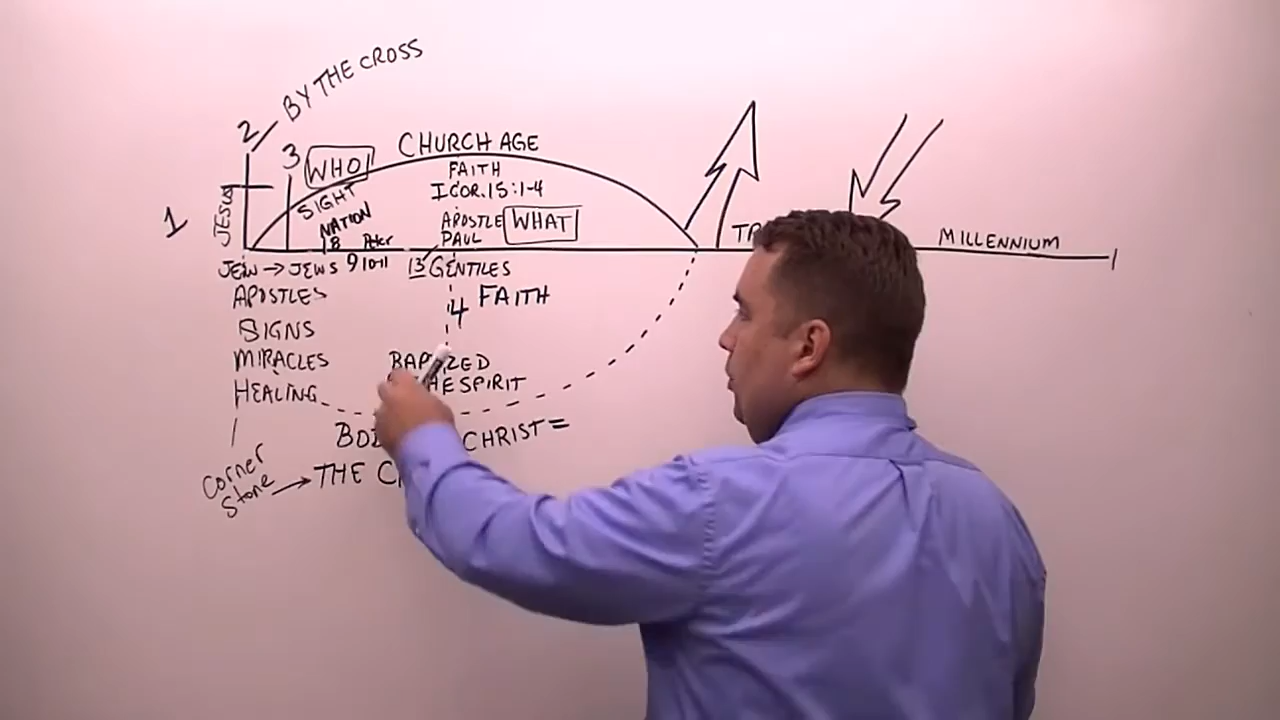 BY THE CROSS
2
3
WHO
CHURCH AGE
FAITH
I COR. 15:1-4
SIGHT
NATION
APOSTLE
PAUL
WHAT
1
JESUS
8
Peter
MILLENNIUM
→ JEWS
9
10-11
13
GENTILES
APOSTLES
4
FAITH
SIGNS
MIRACLES
HEALING
SPIRIT
CHRIST =
Corner
Stone
→ THE